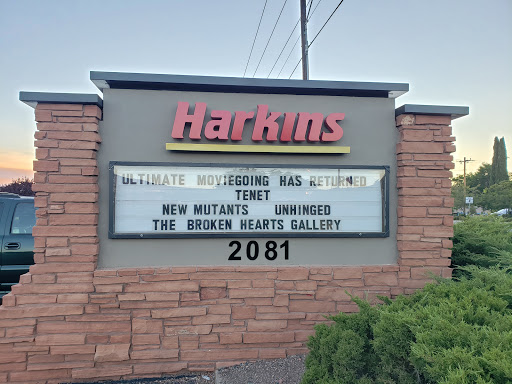 Harkins
ULTIMATE MOVIEGOING HAS RETURNED
TENET
NEW MUTANTS UNHINGED
THE BROKEN HEARTS GALLERY
2081